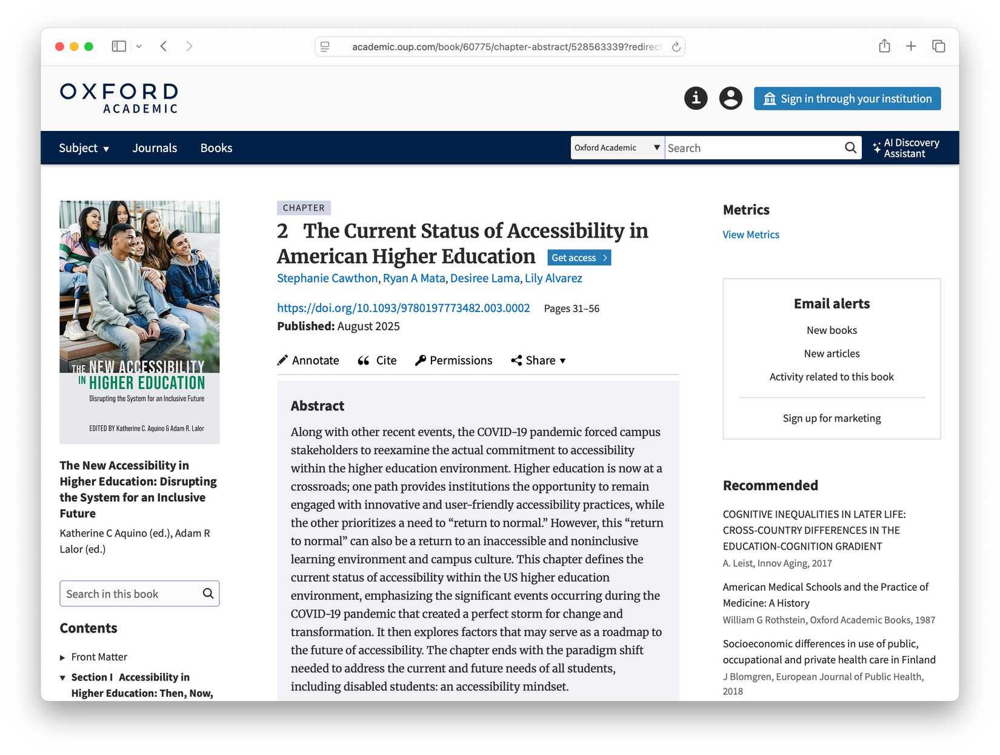 academic.oup.com/book/60775/chapter-abstract/528563339?redirect
OXFORD
ACADEMIC
Sign in through your institution
Subject ▼
Journals
Books
Oxford Academic ▼
Search
AI Discovery
Assistant
THE NEW ACCESSIBILITY
IN HIGHER EDUCATION
Disrupting the System for an Inclusive Future
EDITED BY Katherine C. Aquino & Adam R. Lalor
The New Accessibility in
Higher Education: Disrupting
the System for an Inclusive
Future
Katherine C Aquino (ed.), Adam R
Lalor (ed.)
Search in this book
Contents
Front Matter
Section I Accessibility in
Higher Education: Then, Now,
CHAPTER
2 The Current Status of Accessibility in
American Higher Education Get access
Stephanie Cawthon, Ryan A Mata, Desiree Lama, Lily Alvarez
https://doi.org/10.1093/9780197773482.003.0002 Pages 31–56
Published: August 2025
Annotate
Cite
Permissions
Share ▼
Abstract
Along with other recent events, the COVID-19 pandemic forced campus
stakeholders to reexamine the actual commitment to accessibility
within the higher education environment. Higher education is now at a
crossroads; one path provides institutions the opportunity to remain
engaged with innovative and user-friendly accessibility practices, while
the other prioritizes a need to “return to normal.” However, this “return
to normal” can also be a return to an inaccessible and noninclusive
learning environment and campus culture. This chapter defines the
current status of accessibility within the US higher education
environment, emphasizing the significant events occurring during the
COVID-19 pandemic that created a perfect storm for change and
transformation. It then explores factors that may serve as a roadmap to
the future of accessibility. The chapter ends with the paradigm shift
needed to address the current and future needs of all students,
including disabled students: an accessibility mindset.
Metrics
View Metrics
Email alerts
New books
New articles
Activity related to this book
Sign up for marketing
Recommended
COGNITIVE INEQUALITIES IN LATER LIFE:
CROSS-COUNTRY DIFFERENCES IN THE
EDUCATION-COGNITION GRADIENT
A. Leist, Innov Aging, 2017
American Medical Schools and the Practice of
Medicine: A History
William G Rothstein, Oxford Academic Books, 1987
Socioeconomic differences in use of public,
occupational and private health care in Finland
J Blomgren, European Journal of Public Health,
2018